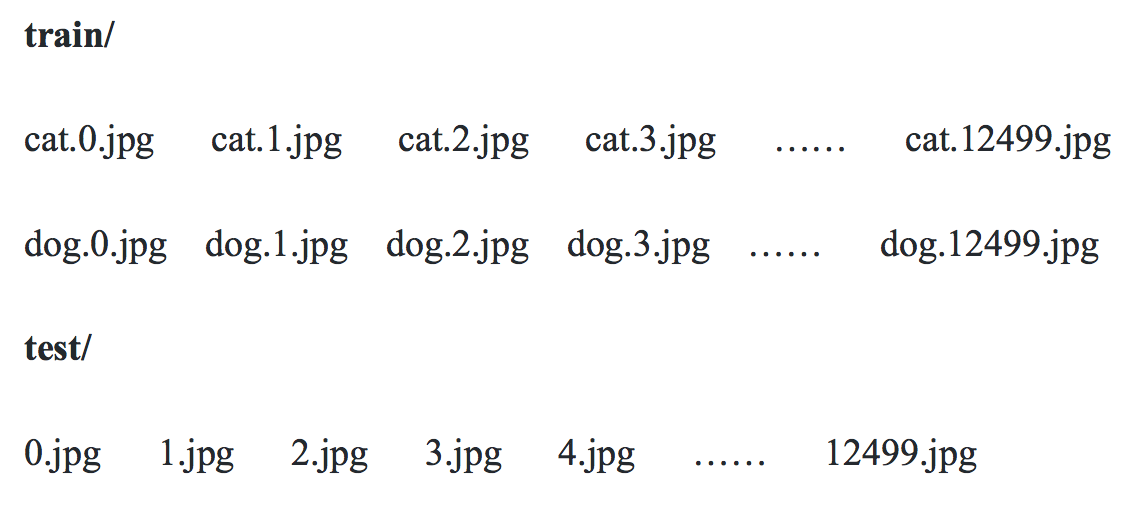 train/
cat.0.jpg cat.1.jpg cat.2.jpg cat.3.jpg …… cat.12499.jpg
dog.0.jpg dog.1.jpg dog.2.jpg dog.3.jpg …… dog.12499.jpg
test/
0.jpg 1.jpg 2.jpg 3.jpg 4.jpg …… 12499.jpg